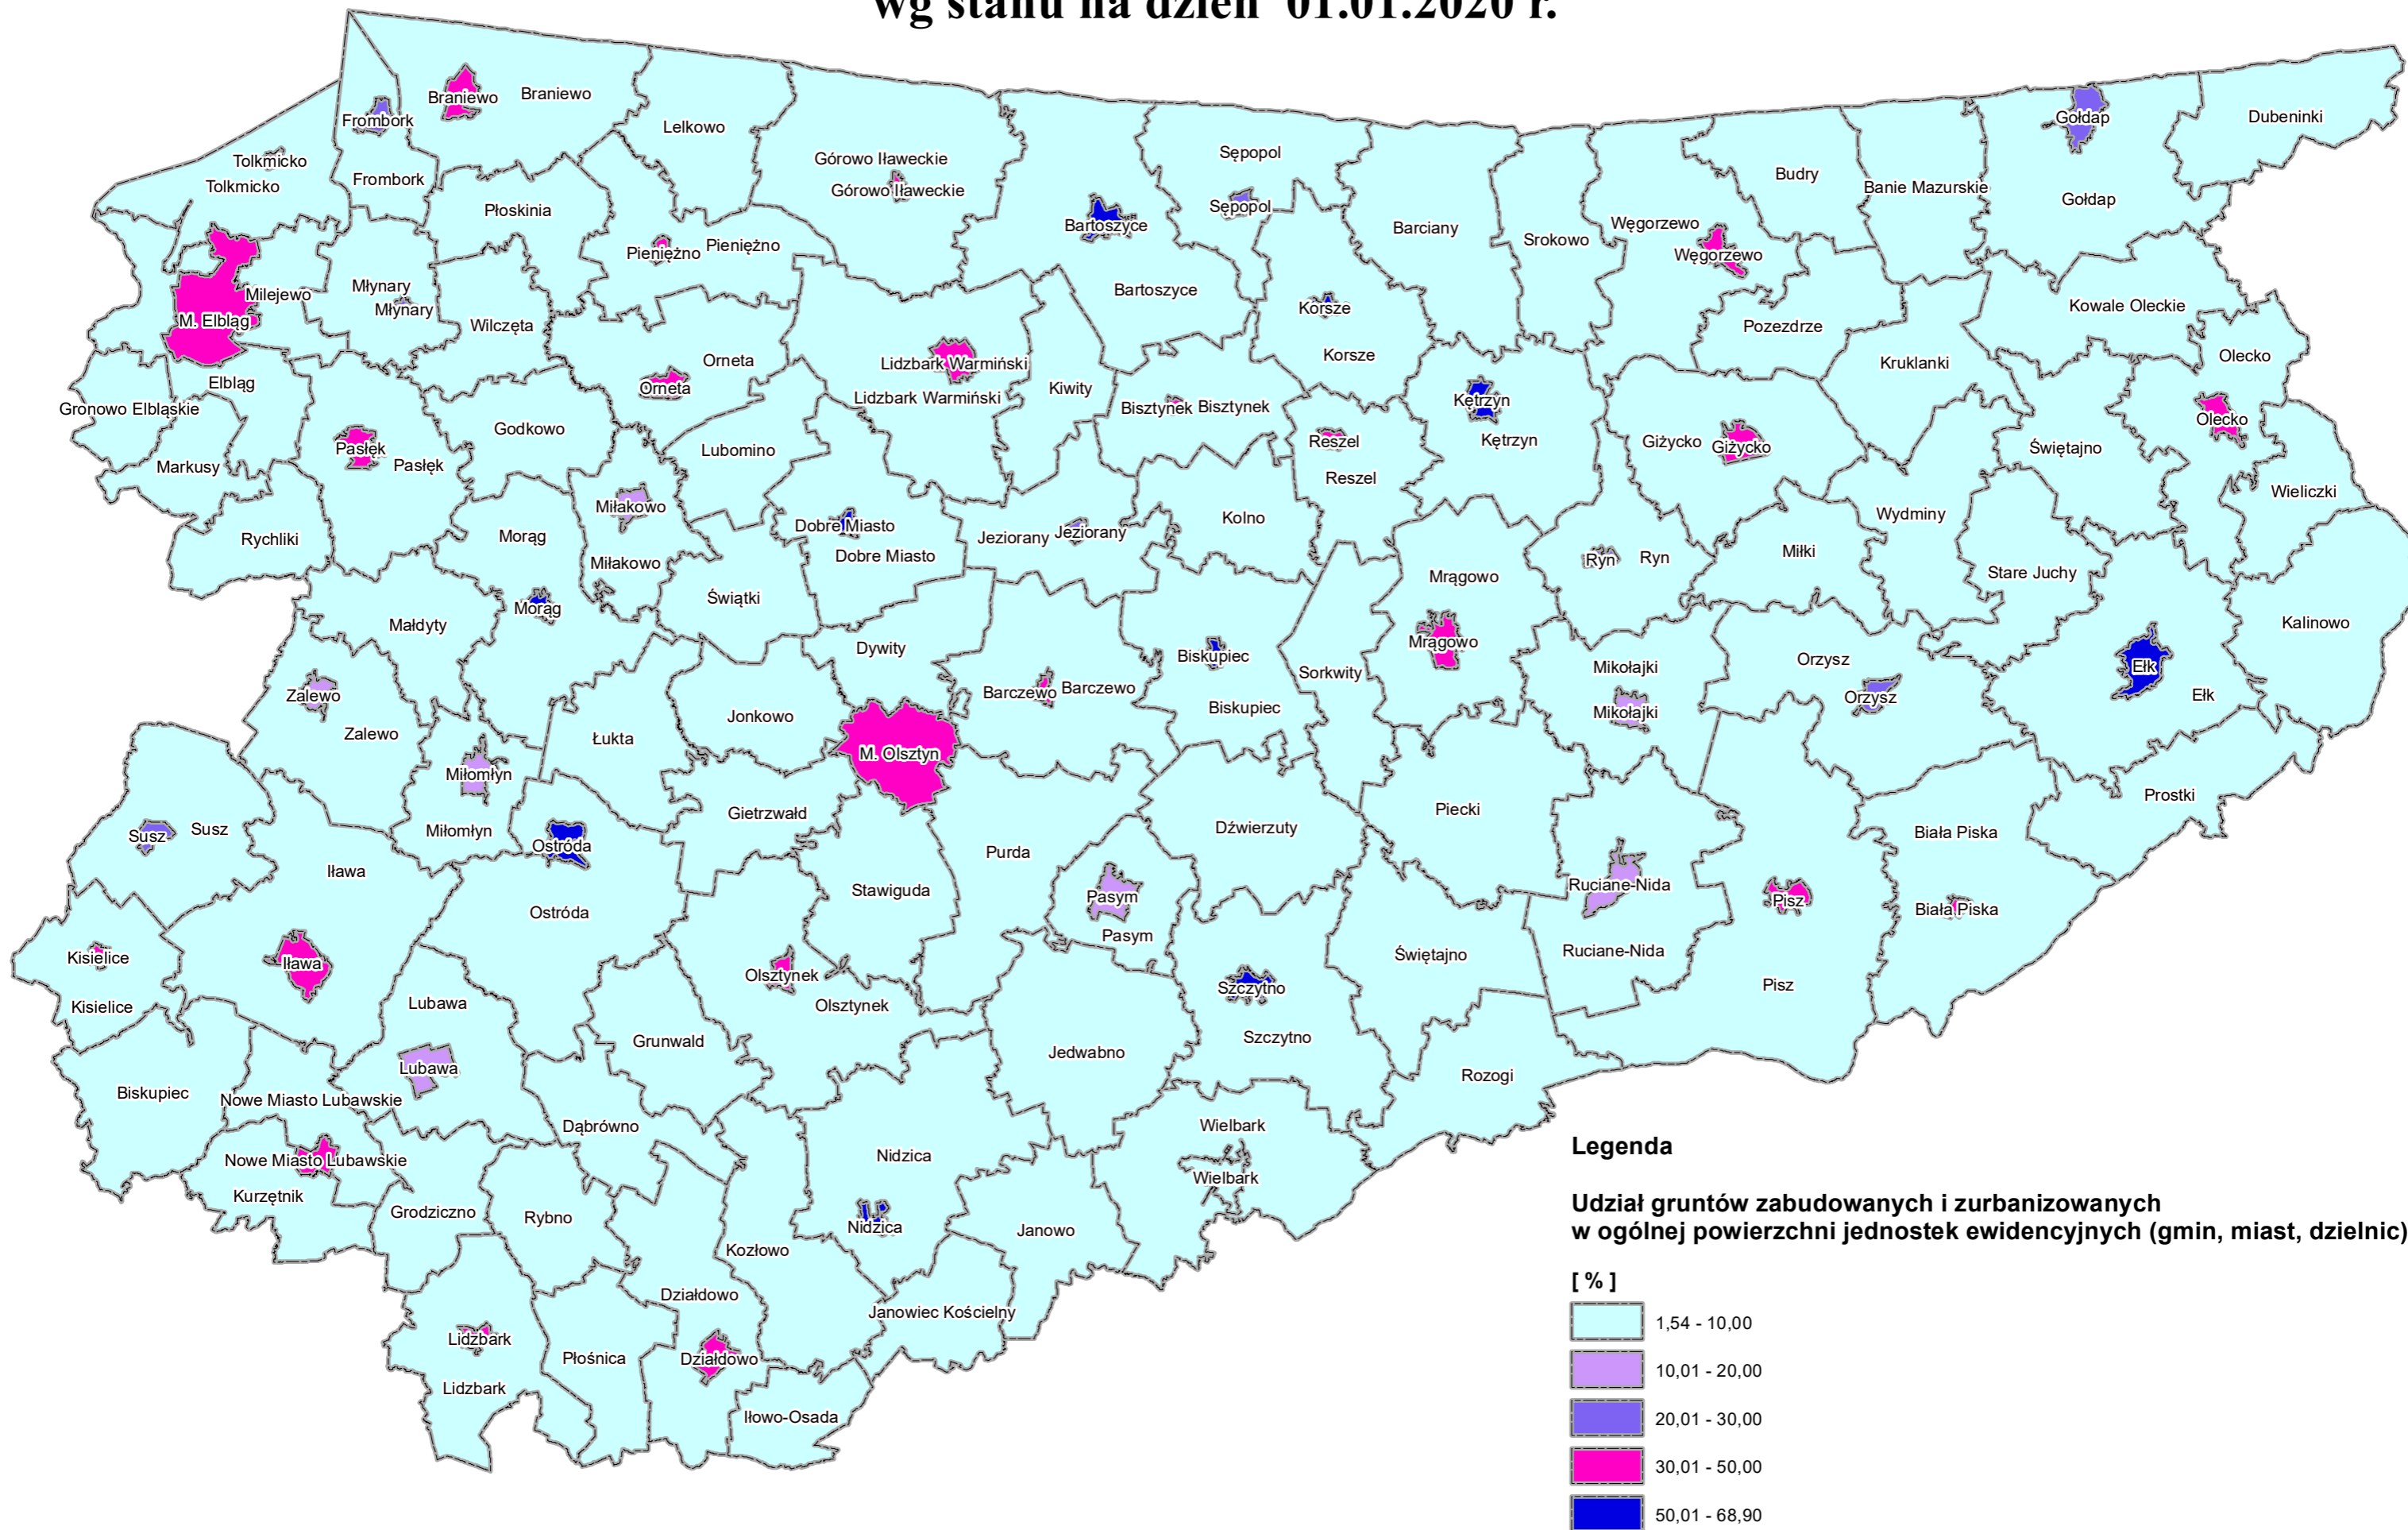 wg stanu na dzień 01.01.2020 r.
Braniewo
Braniewo
Frombork
Lelkowo
Tolkmicko
Tolkmicko
Frombork
Górowo Iławeckie
Górowo Iławeckie
Sępopol
Sępopol
Gołdap
Dubeninki
Budry
Banie Mazurskie
Gołdap
Płoskinia
Pieniężno
Pieniężno
Bartoszyce
Bartoszyce
Barciany
Srokowo
Węgorzewo
Węgorzewo
Milejewo
M. Elbląg
Młynary
Młynary
Wilczęta
Korsze
Korsze
Pozezdrze
Kowale Oleckie
Olecko
Kruklanki
Elbląg
Gronowo Elbląskie
Orneta
Orneta
Lidzbark Warmiński
Lidzbark Warmiński
Kiwity
Bisztynek
Bisztynek
Kętrzyn
Kętrzyn
Reszel
Reszel
Giżycko
Giżycko
Olecko
Świętajno
Markusy
Pasłęk
Pasłęk
Godkowo
Lubomino
Wieliczki
Rychliki
Morąg
Miłakowo
Miłakowo
Dobre Miasto
Dobre Miasto
Jeziorany
Jeziorany
Kolno
Wydminy
Ryn
Ryn
Miłki
Stare Juchy
Mrągowo
Mrągowo
Kalinowo
Małdyty
Morąg
Świątki
Dywity
Biskupiec
Biskupiec
Sorkwity
Mikołajki
Mikołajki
Orzysz
Orzysz
Ełk
Ełk
Zalewo
Zalewo
Barczewo
Barczewo
Łukta
Jonkowo
M. Olsztyn
Miłomłyn
Miłomłyn
Gietrzwałd
Piecki
Prostki
Susz
Susz
Ostróda
Ostróda
Dźwierzuty
Biała Piska
Biała Piska
Iława
Iława
Purda
Stawiguda
Pasym
Pasym
Ruciane-Nida
Ruciane-Nida
Pisz
Pisz
Kisielice
Kisielice
Olsztynek
Olsztynek
Szczytno
Szczytno
Świętajno
Lubawa
Lubawa
Grunwald
Jedwabno
Rozogi
Biskupiec
Nowe Miasto Lubawskie
Nowe Miasto Lubawskie
Kurzętnik
Dąbrówno
Nidzica
Nidzica
Wielbark
Wielbark
Grodziczno
Rybno
Kozłowo
Janowo
Działdowo
Działdowo
Janowiec Kościelny
Lidzbark
Lidzbark
Płośnica
Iłowo-Osada
Legenda
Udział gruntów zabudowanych i zurbanizowanych
w ogólnej powierzchni jednostek ewidencyjnych (gmin, miast, dzielnic)
[ % ]
1,54 - 10,00
10,01 - 20,00
20,01 - 30,00
30,01 - 50,00
50,01 - 68,90